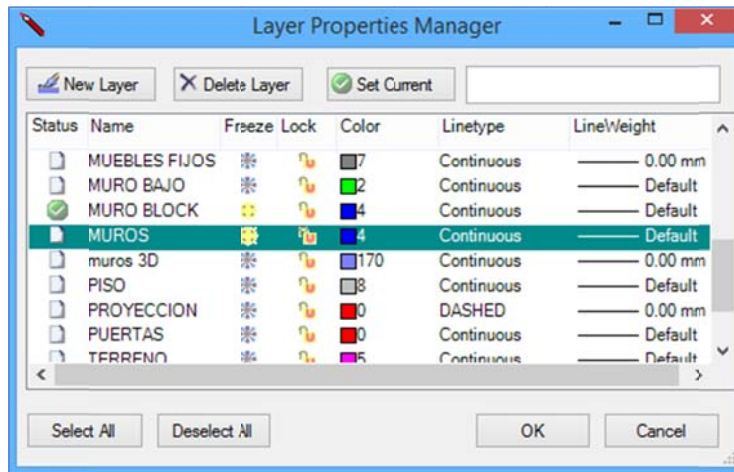 Layer Properties Manager
New Layer Delete Layer Set Current
Status Name Freeze Lock Color Linetype LineWeight
MUEBLES FIJOS 7 Continuous 0.00 mm
MURO BAJO 2 Continuous Default
MURO BLOCK 4 Continuous Default
MUROS 4 Continuous Default
muros 3D 170 Continuous 0.00 mm
PISO 8 Continuous Default
PROYECCION 0 DASHED 0.00 mm
PUERTAS 0 Continuous Default
TERRENO 5 Continuous Default
Select All Deselect All OK Cancel